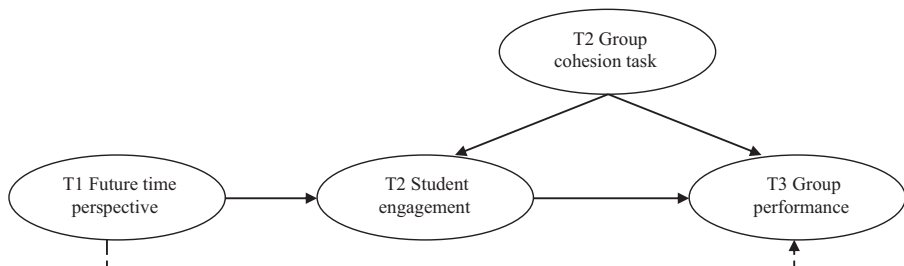 T2 Group
cohesion task
T1 Future time
perspective
T2 Student
engagement
T3 Group
performance